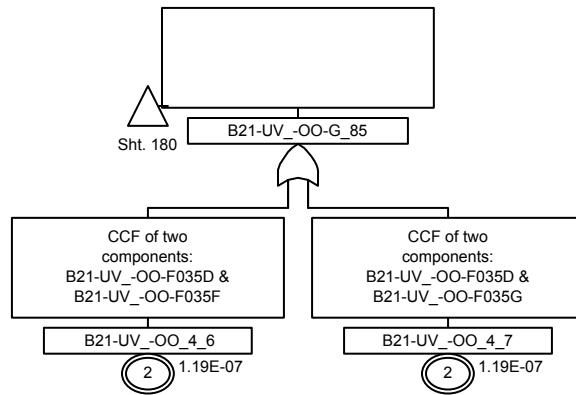 Sht. 180
B21-UV_-OO-G_85
CCF of two
components:
B21-UV_-OO-F035D &
B21-UV_-OO-F035F
B21-UV_-OO_4_6
2
1.19E-07
CCF of two
components:
B21-UV_-OO-F035D &
B21-UV_-OO-F035G
B21-UV_-OO_4_7
2
1.19E-07